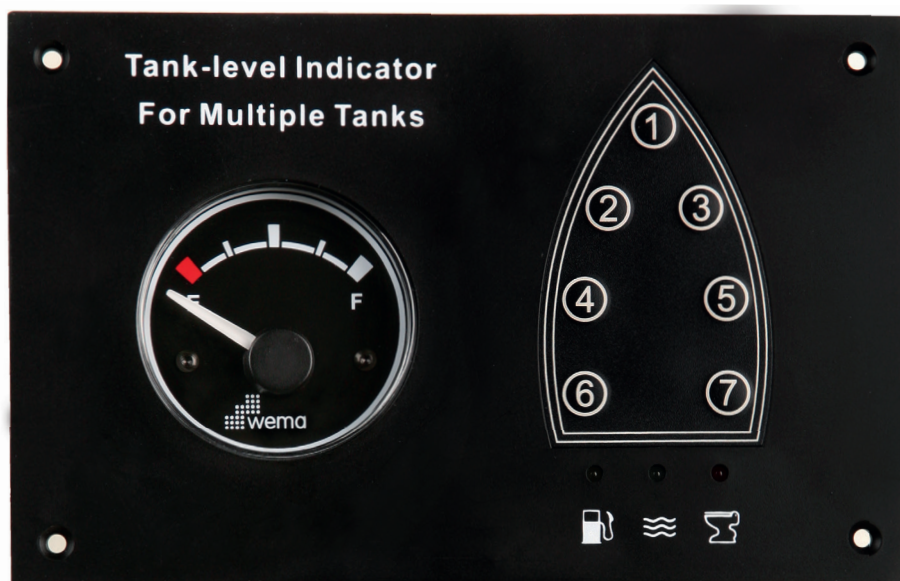 Tank-level Indicator
For Multiple Tanks
1
2 3
E F
4 5
6 7
wema